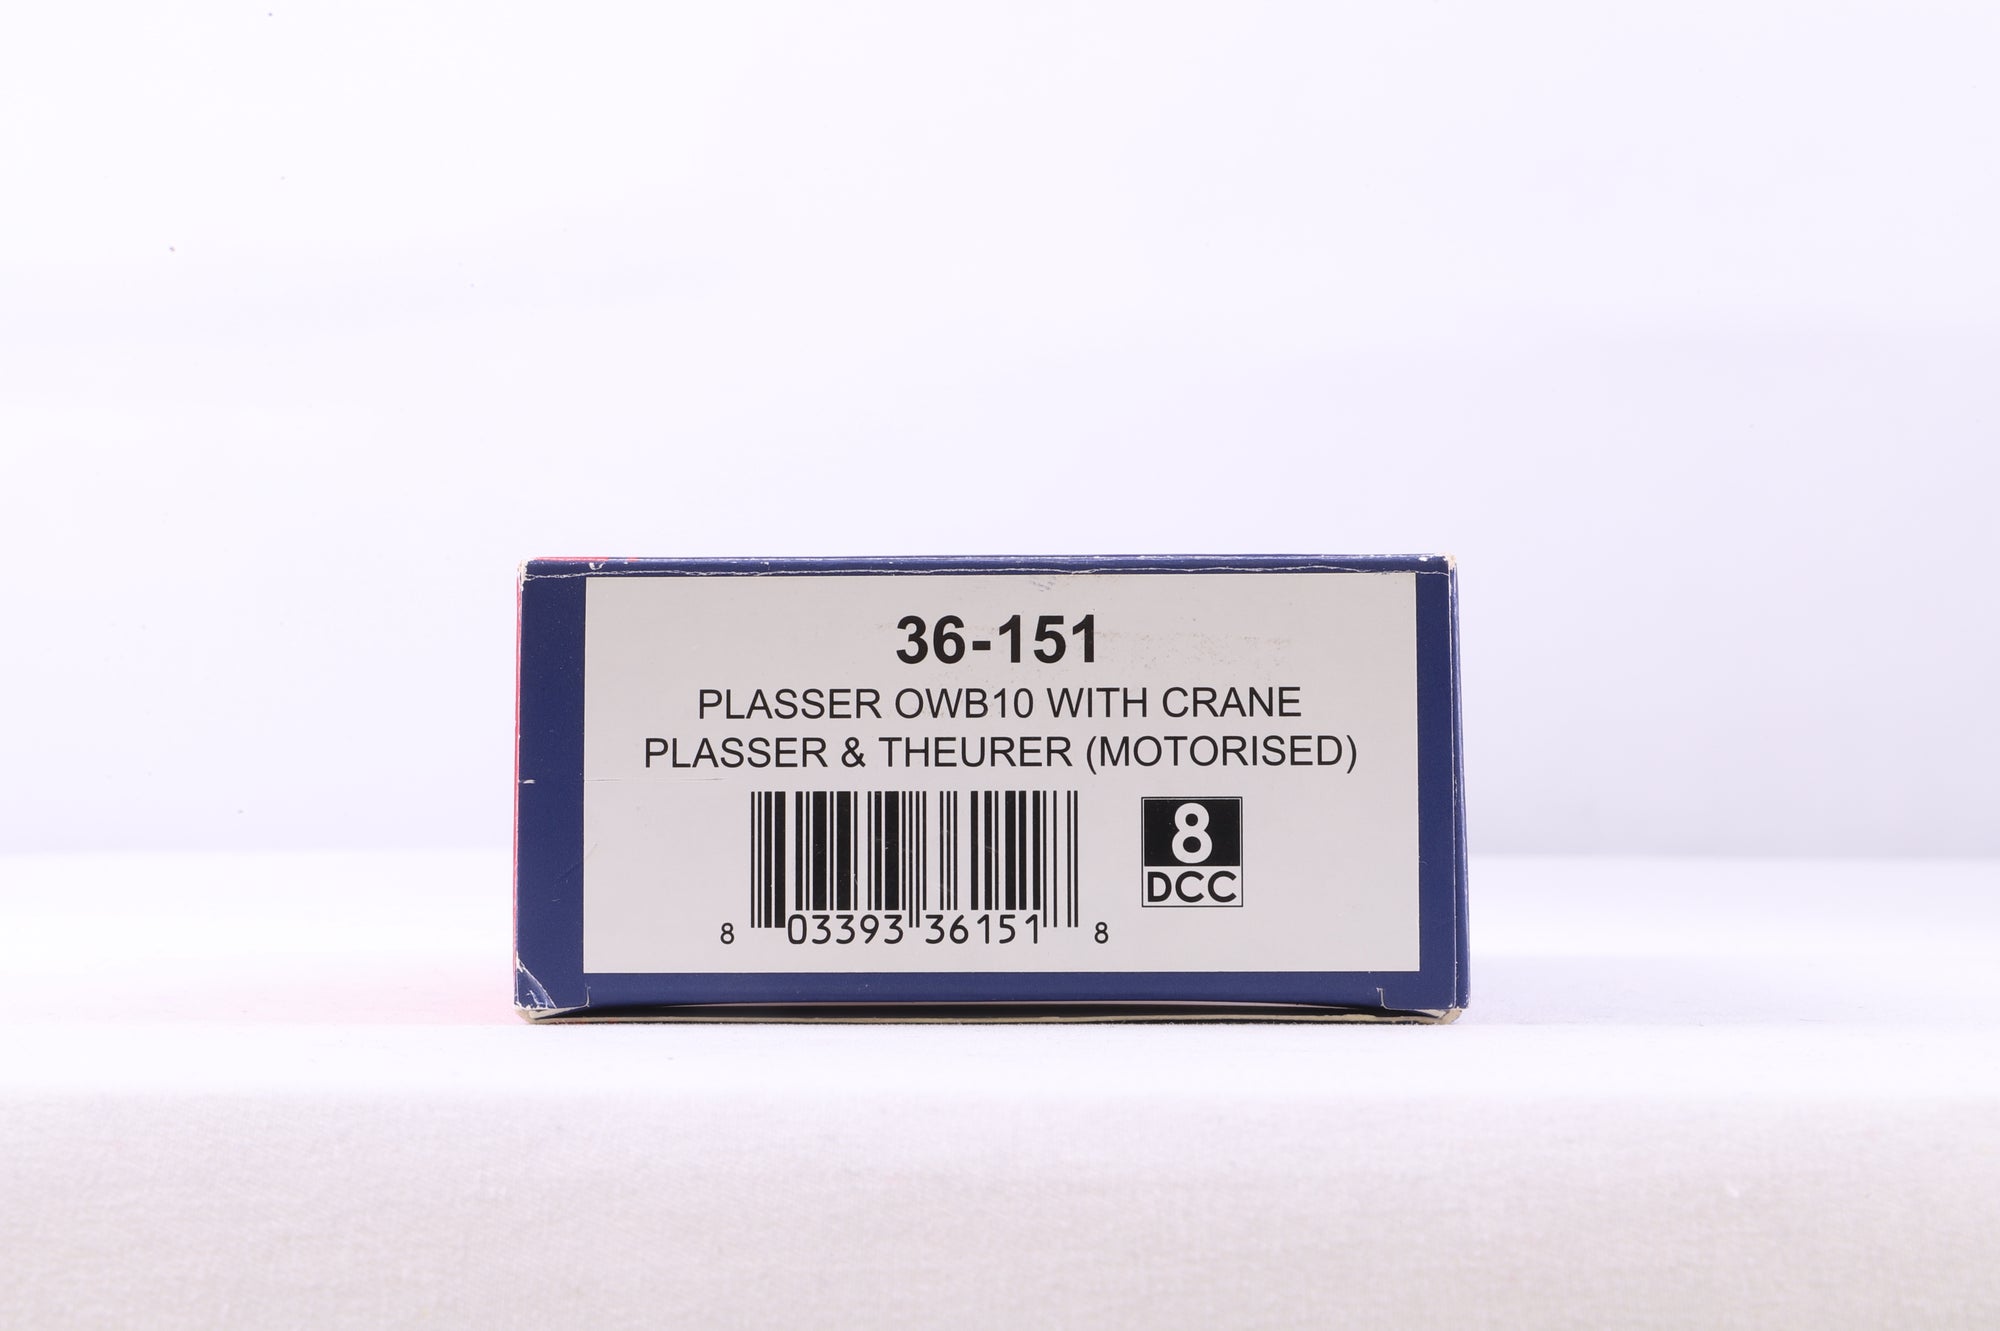 36-151
PLASSER OWB10 WITH CRANE
PLASSER & THEURER (MOTORISED)
8
DCC
8 03393 36151 8